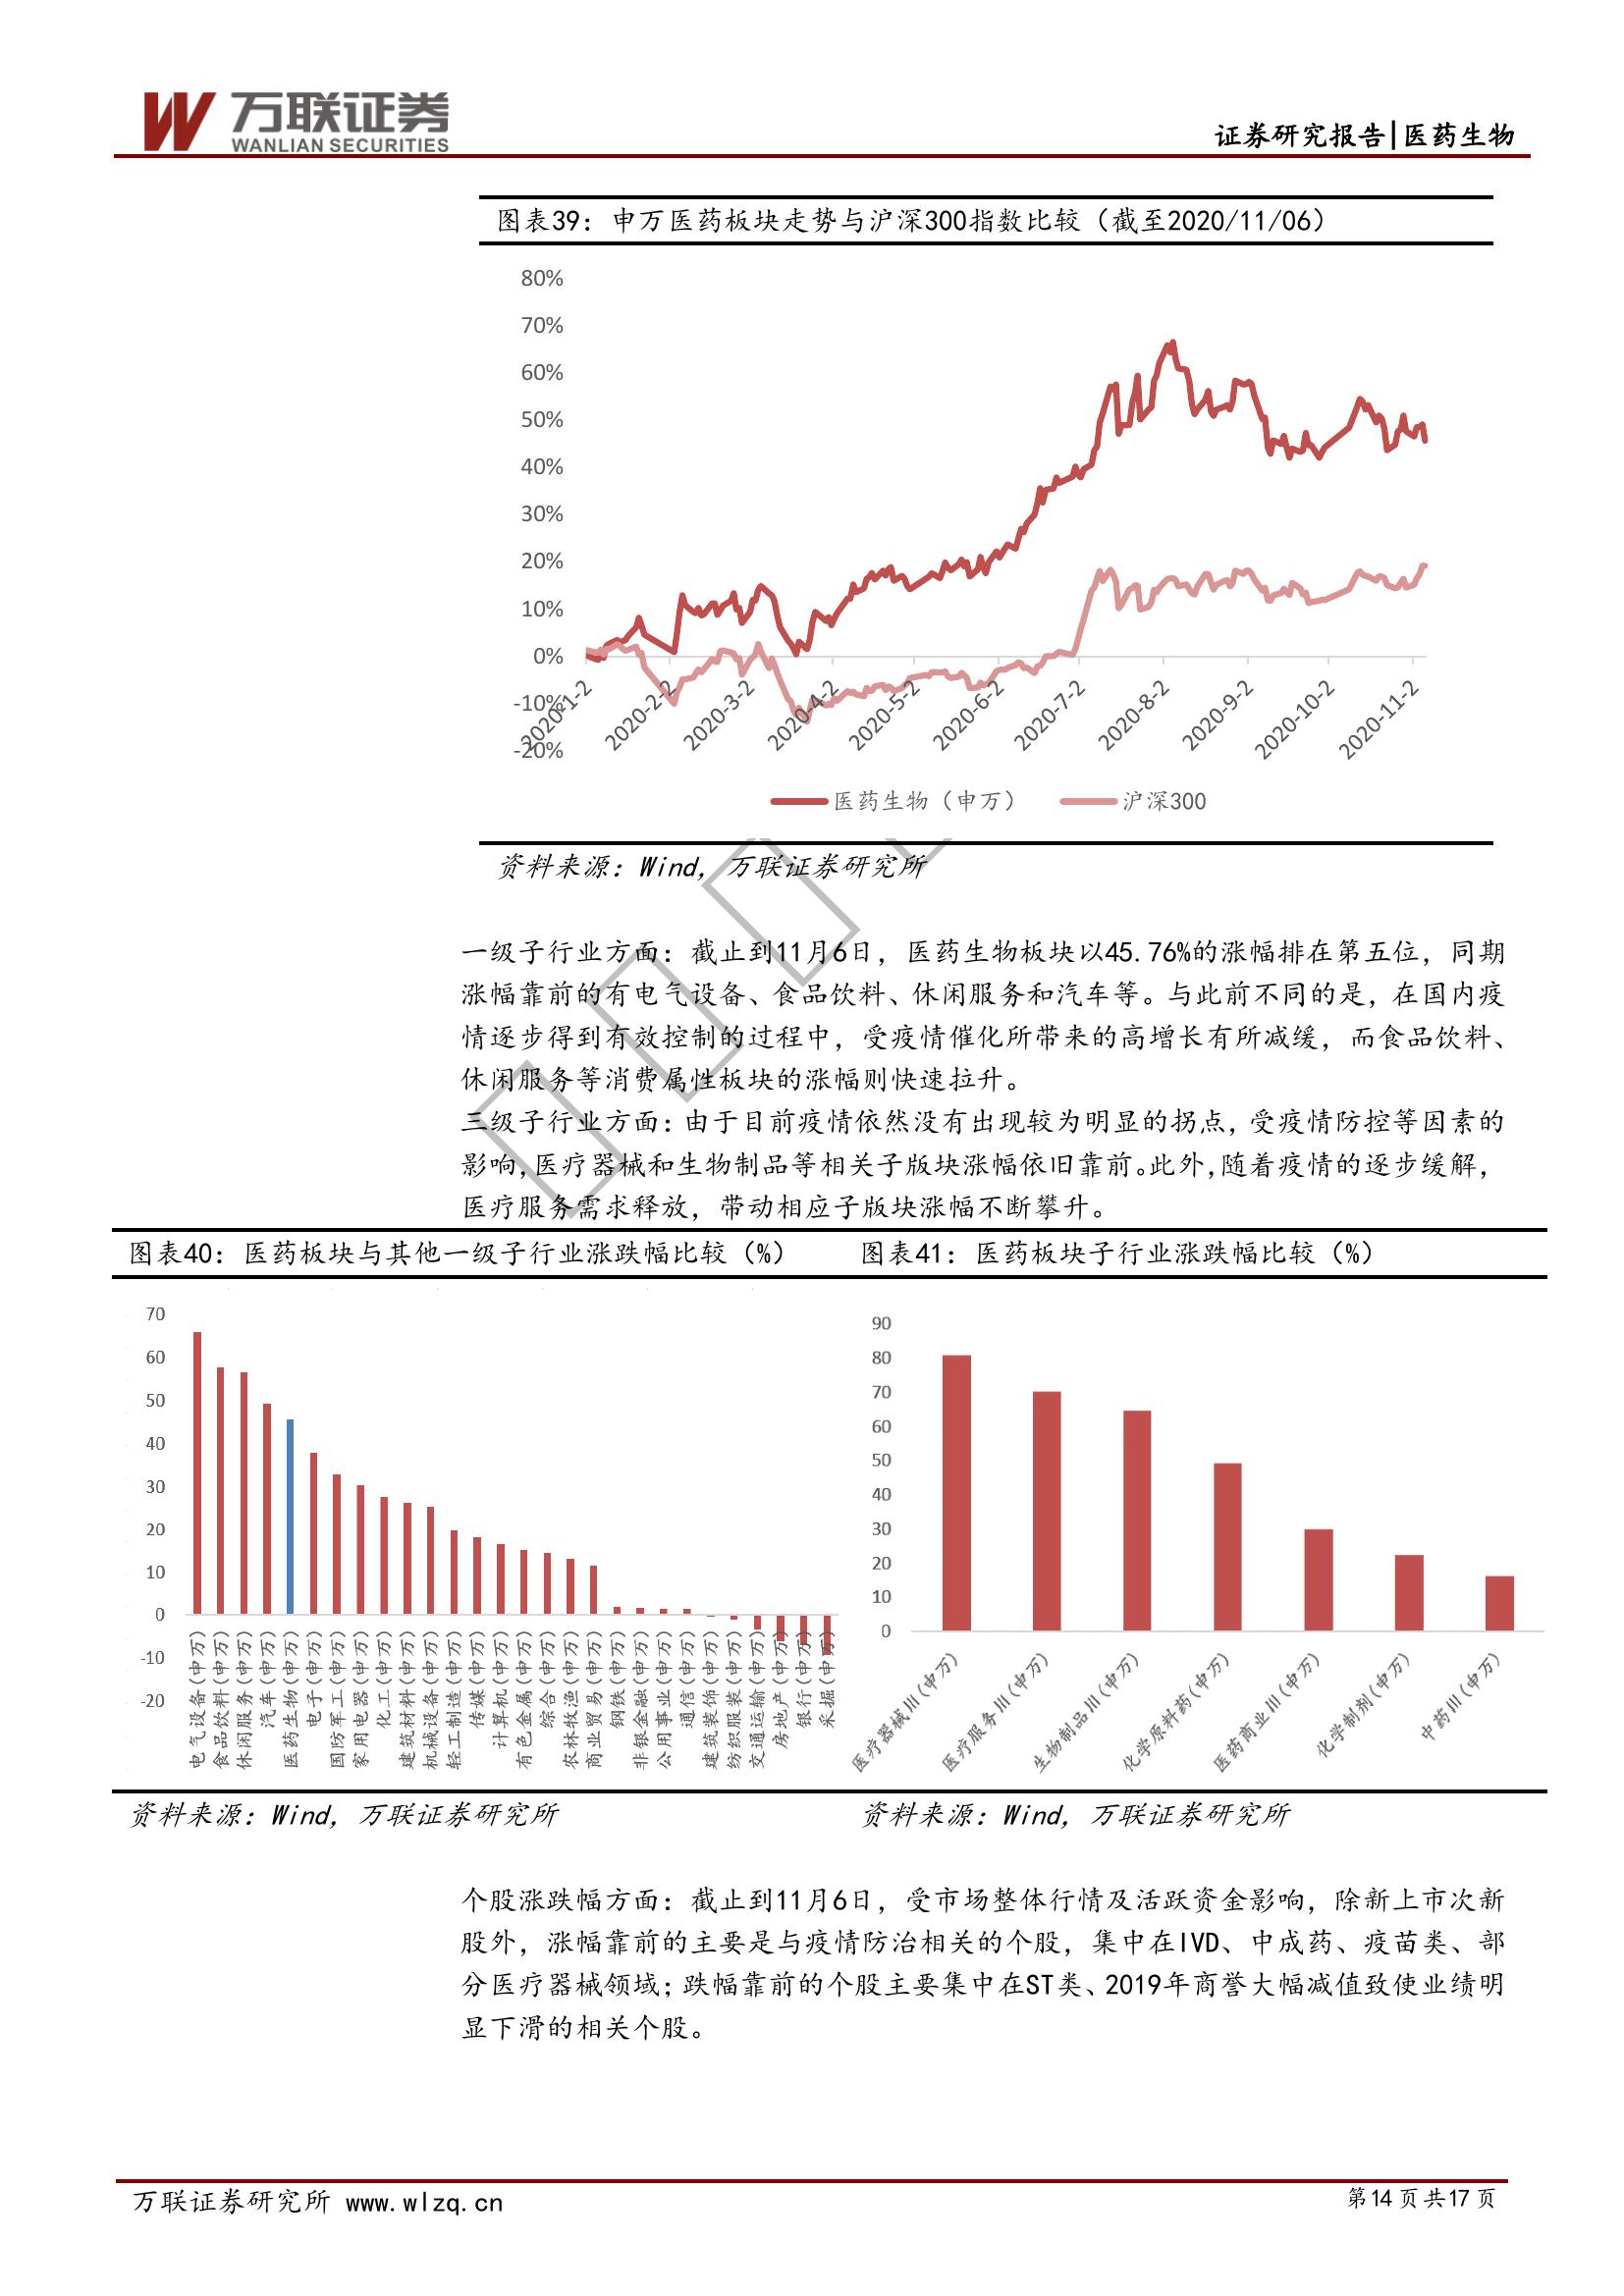 万联证券
WANLIAN SECURITIES
证券研究报告|医药生物
图表39：申万医药板块走势与沪深300指数比较（截至2020/11/06）
80%
70%
60%
50%
40%
30%
20%
10%
0%
-10%
-20%
2020-1-2
2020-2-2
2020-3-2
2020-4-2
2020-5-2
2020-6-2
2020-7-2
2020-8-2
2020-9-2
2020-10-2
2020-11-2
医药生物（申万）
沪深300
资料来源：Wind，万联证券研究所
一级子行业方面：截止到11月6日，医药生物板块以45.76%的涨幅排在第五位，同期
涨幅靠前的有电气设备、食品饮料、休闲服务和汽车等。与此前不同的是，在国内疫
情逐步得到有效控制的过程中，受疫情催化所带来的高增长有所减缓，而食品饮料、
休闲服务等消费属性板块的涨幅则快速拉升。
三级子行业方面：由于目前疫情依然没有出现较为明显的拐点，受疫情防控等因素的
影响，医疗器械和生物制品等相关子版块涨幅依旧靠前。此外，随着疫情的逐步缓解，
医疗服务需求释放，带动相应子版块涨幅不断攀升。
图表40：医药板块与其他一级子行业涨跌幅比较（%）
70
60
50
40
30
20
10
0
-10
-20
电气设备(申万)
食品饮料(申万)
休闲服务(申万)
汽车(申万)
医药生物(申万)
电子(申万)
国防军工(申万)
家用电器(申万)
化工(申万)
建筑材料(申万)
机械设备(申万)
轻工制造(申万)
传媒(申万)
计算机(申万)
有色金属(申万)
综合(申万)
农林牧渔(申万)
商业贸易(申万)
钢铁(申万)
非银金融(申万)
公用事业(申万)
通信(申万)
建筑装饰(申万)
纺织服装(申万)
交通运输(申万)
房地产(申万)
银行(申万)
采掘(申万)
资料来源：Wind，万联证券研究所
图表41：医药板块子行业涨跌幅比较（%）
90
80
70
60
50
40
30
20
10
0
医疗器械Ⅲ(申万)
医疗服务Ⅲ(申万)
生物制品Ⅲ(申万)
化学原料药(申万)
医药商业Ⅲ(申万)
化学制剂(申万)
中药Ⅲ(申万)
资料来源：Wind，万联证券研究所
个股涨跌幅方面：截止到11月6日，受市场整体行情及活跃资金影响，除新上市次新
股外，涨幅靠前的主要是与疫情防治相关的个股，集中在IVD、中成药、疫苗类、部
分医疗器械领域；跌幅靠前的个股主要集中在ST类、2019年商誉大幅减值致使业绩明
显下滑的相关个股。
万联证券研究所 www.wlzq.cn
第14页共17页